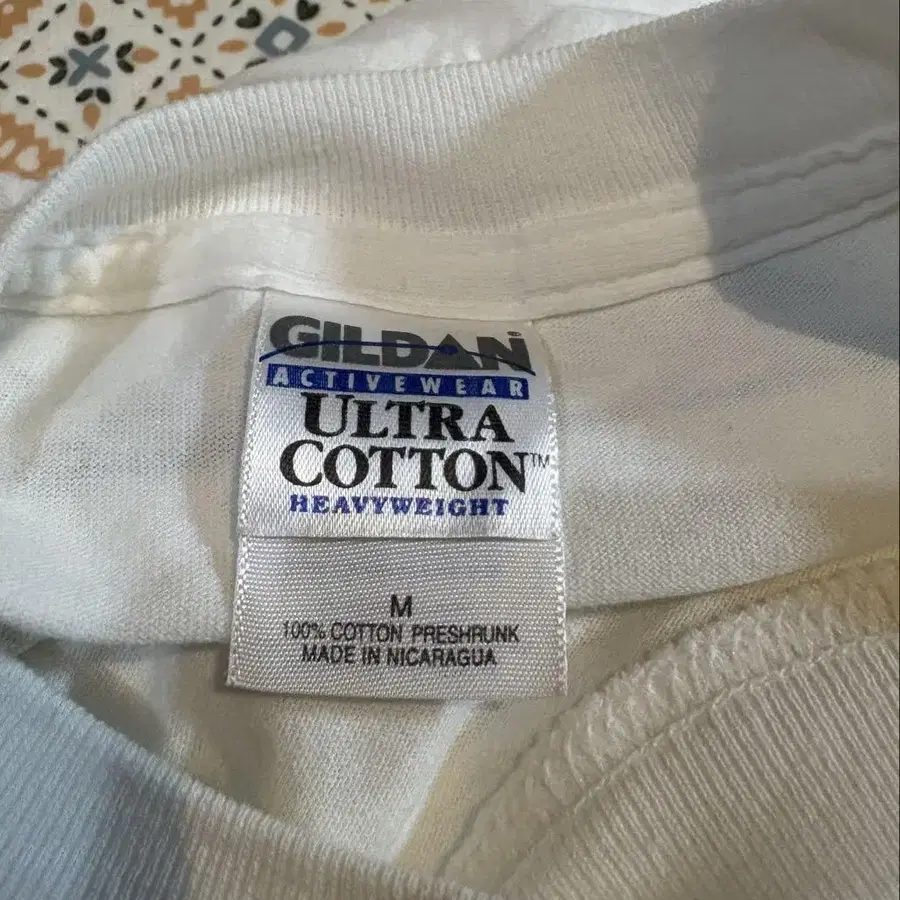 GILDAN®
ACTIVEWEAR
ULTRA
COTTON™
HEAVYWEIGHT
M
100% COTTON PRESHRUNK
MADE IN NICARAGUA